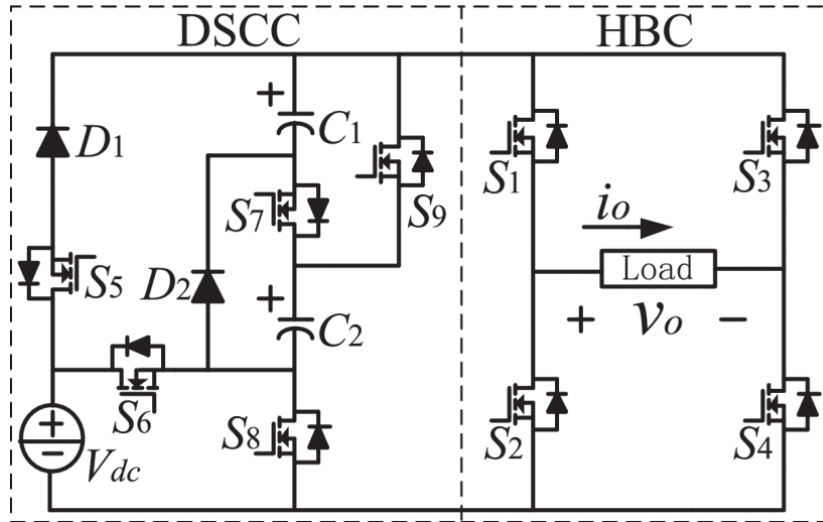 DSCC
HBC
+
C1
D1
S1
S3
S7
S9
io
S5
D2
+
Load
C2
+ vo −
S6
+
−
Vdc
S8
S2
S4